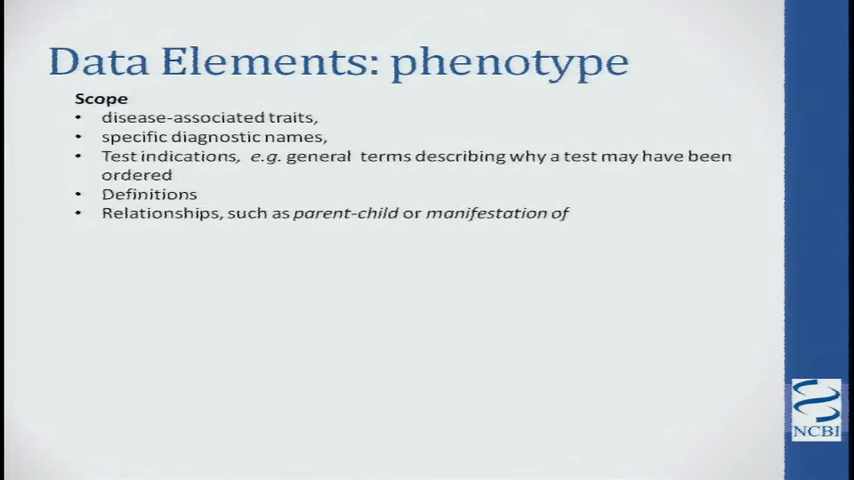 Data Elements: phenotype
Scope
• disease-associated traits,
• specific diagnostic names,
• Test indications, e.g. general terms describing why a test may have been
ordered
• Definitions
• Relationships, such as parent-child or manifestation of
NCBI